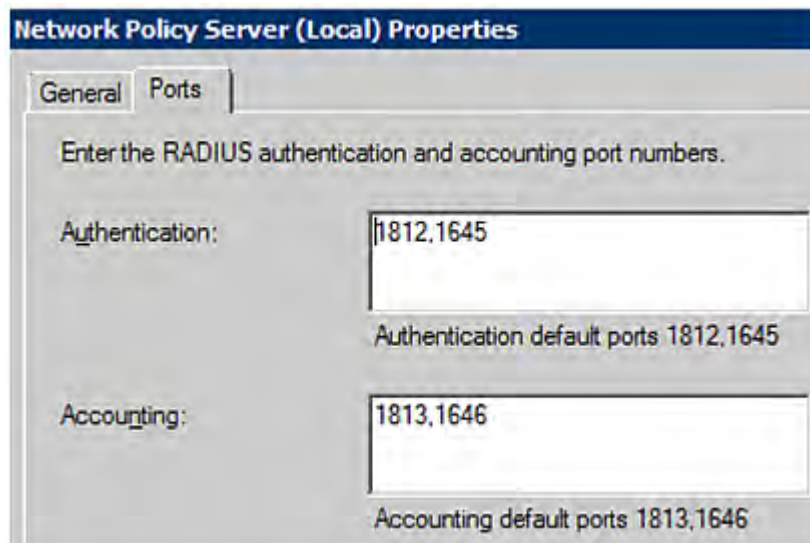 Network Policy Server (Local) Properties
General Ports
Enter the RADIUS authentication and accounting port numbers.
Authentication: 1812,1645
Authentication default ports 1812,1645
Accounting: 1813,1646
Accounting default ports 1813,1646